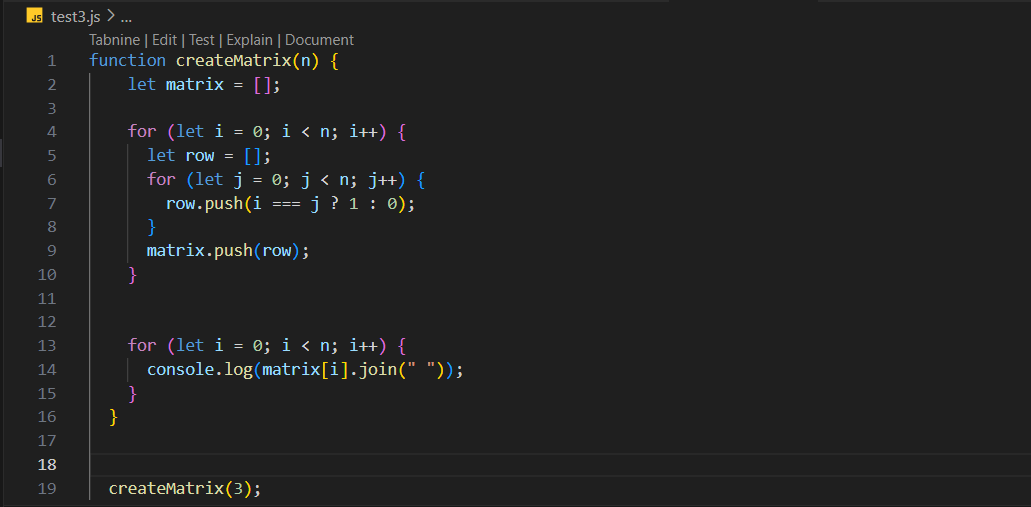 JS test3.js > ...
Tabnine | Edit | Test | Explain | Document
1 function createMatrix(n) {
2     let matrix = [];
3
4     for (let i = 0; i < n; i++) {
5       let row = [];
6       for (let j = 0; j < n; j++) {
7         row.push(i === j ? 1 : 0);
8       }
9       matrix.push(row);
10     }
11
12
13     for (let i = 0; i < n; i++) {
14       console.log(matrix[i].join(" "));
15     }
16   }
17
18
19   createMatrix(3);